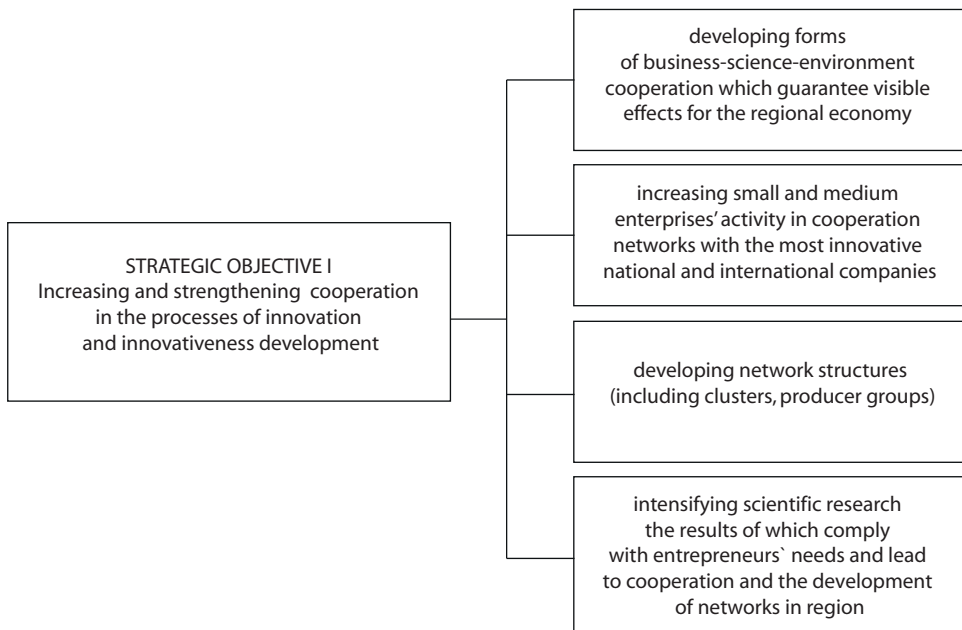 developing forms
of business-science-environment
cooperation which guarantee visible
effects for the regional economy
increasing small and medium
enterprises’ activity in cooperation
networks with the most innovative
national and international companies
STRATEGIC OBJECTIVE I
Increasing and strengthening cooperation
in the processes of innovation
and innovativeness development
developing network structures
(including clusters, producer groups)
intensifying scientific research
the results of which comply
with entrepreneurs` needs and lead
to cooperation and the development
of networks in region